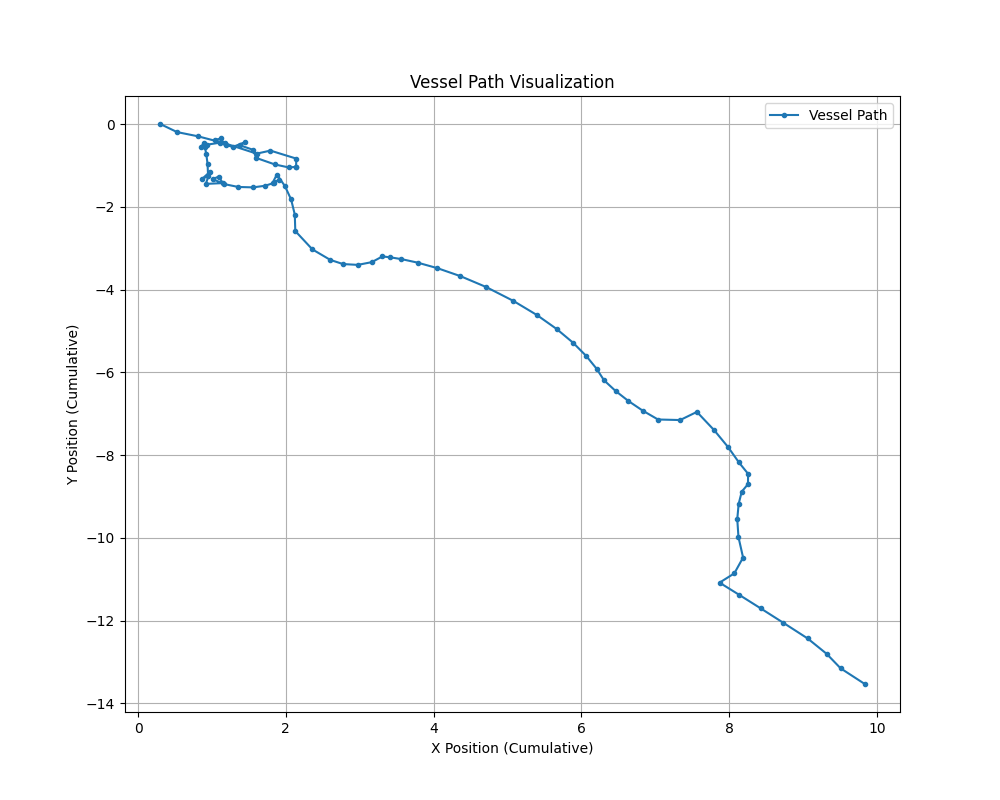 Vessel Path Visualization
Vessel Path
0
−2
−4
−6
−8
−10
−12
−14
Y Position (Cumulative)
0 2 4 6 8 10
X Position (Cumulative)